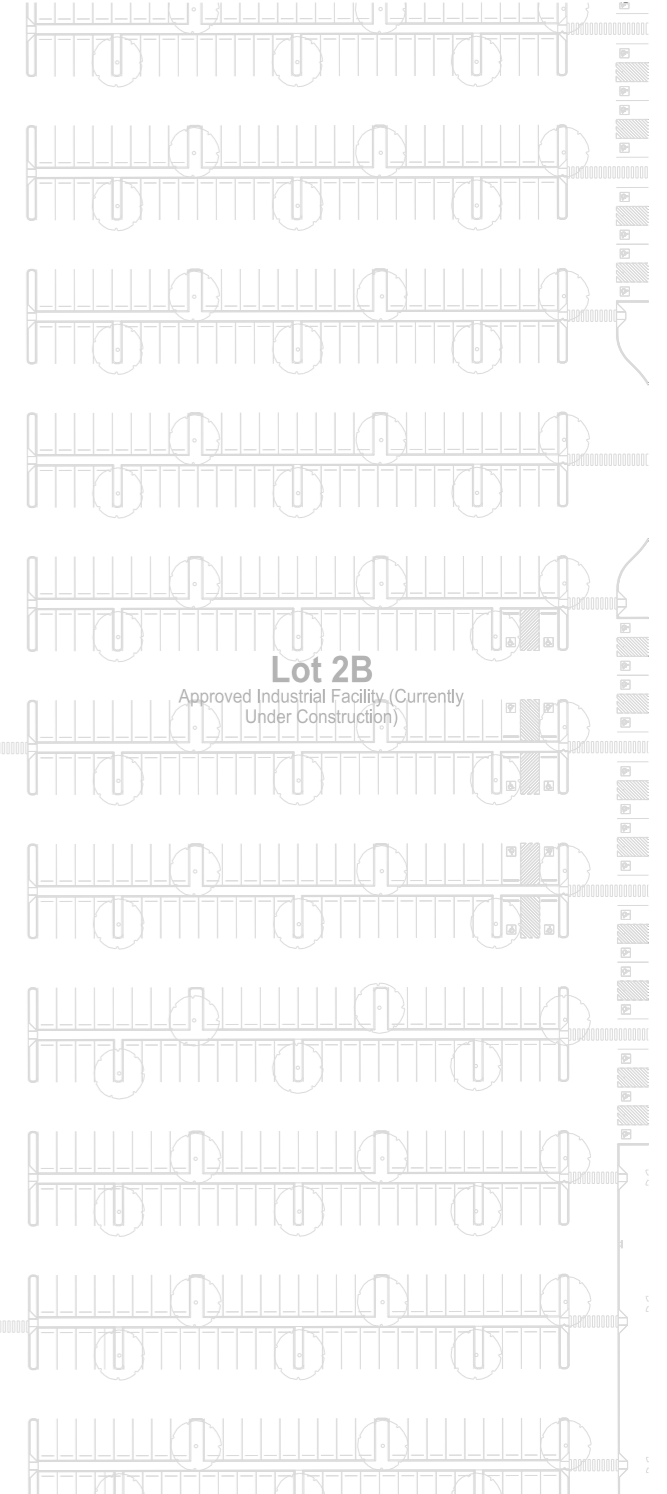 Lot 2B
Approved Industrial Facility (Currently
Under Construction)